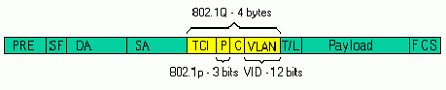 802.1Q - 4 bytes
PRE SF DA SA TCI P C VLAN T/L Payload FCS
802.1p - 3 bits VID - 12 bits